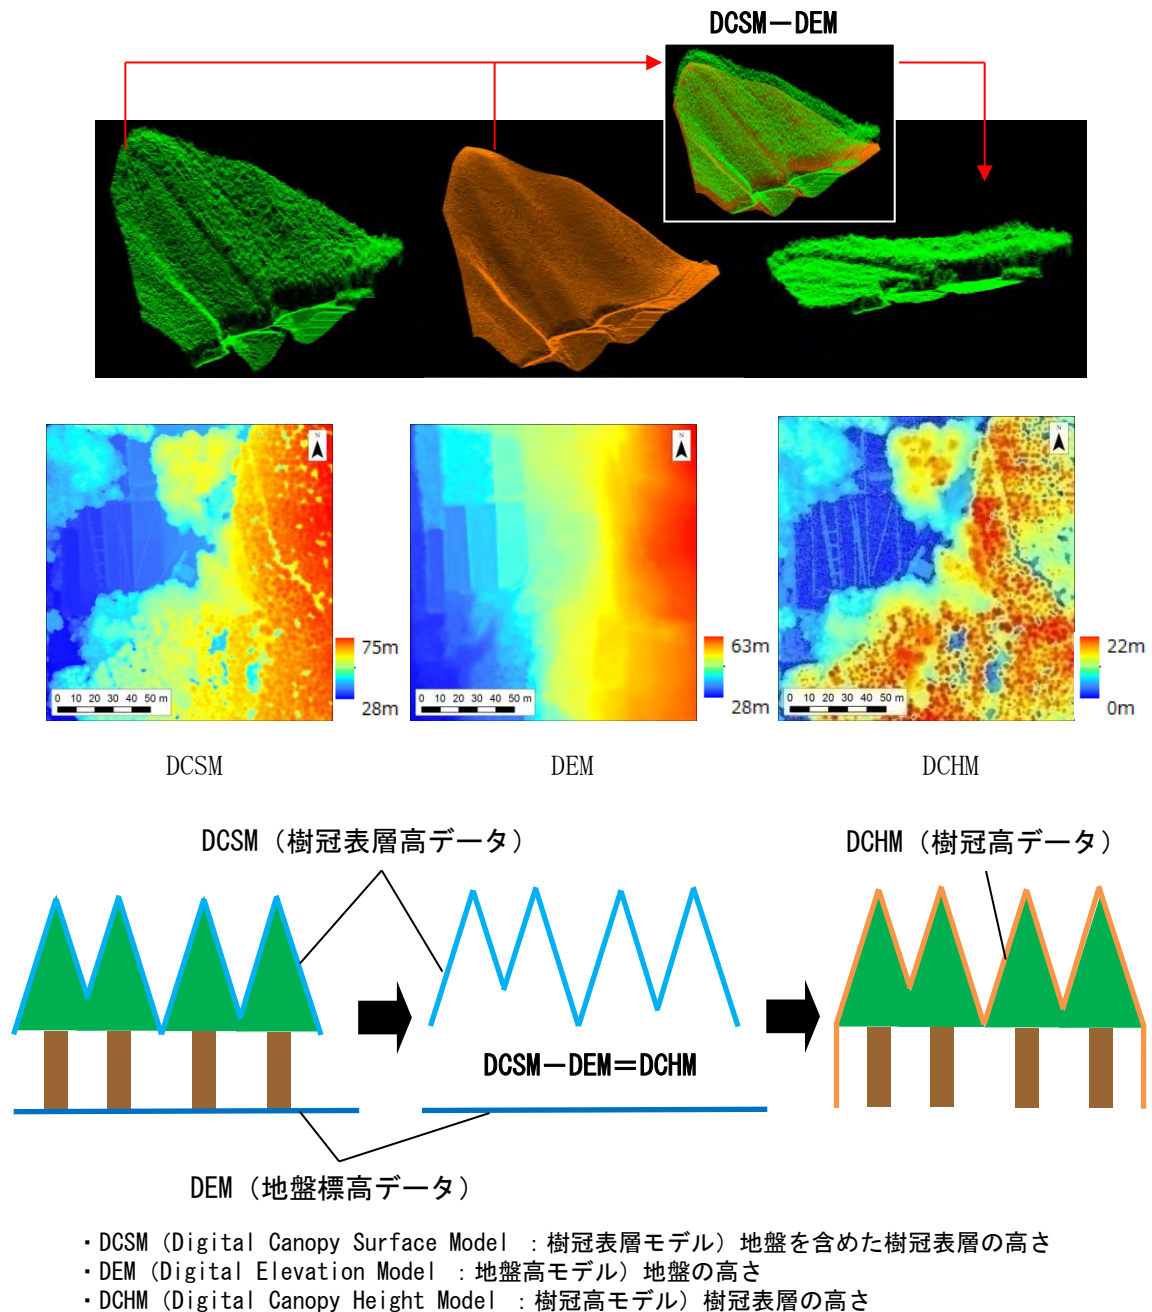 DCSM－DEM
N
N
N
75m
28m
0 10 20 30 40 50 m
63m
28m
0 10 20 30 40 50 m
22m
0m
0 10 20 30 40 50 m
DCSM
DEM
DCHM
DCSM（樹冠表層高データ）
DCHM（樹冠高データ）
DCSM－DEM＝DCHM
DEM（地盤標高データ）
・DCSM（Digital Canopy Surface Model ：樹冠表層モデル）地盤を含めた樹冠表層の高さ
・DEM（Digital Elevation Model ：地盤高モデル）地盤の高さ
・DCHM（Digital Canopy Height Model ：樹冠高モデル）樹冠表層の高さ